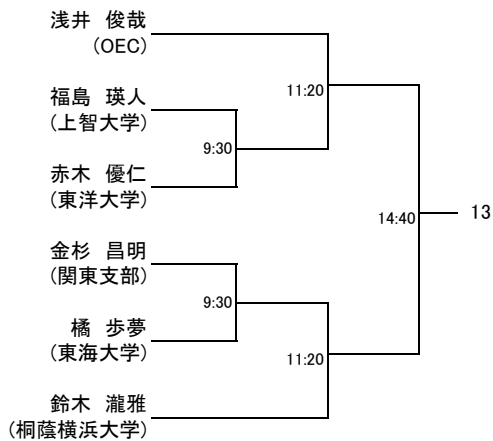 浅井 俊哉
(OEC)
11:20
福島 瑛人
(上智大学)
9:30
赤木 優仁
(東洋大学)
14:40
13
金杉 昌明
(関東支部)
9:30
橘 歩夢
(東海大学)
11:20
鈴木 瀧雅
(桐蔭横浜大学)